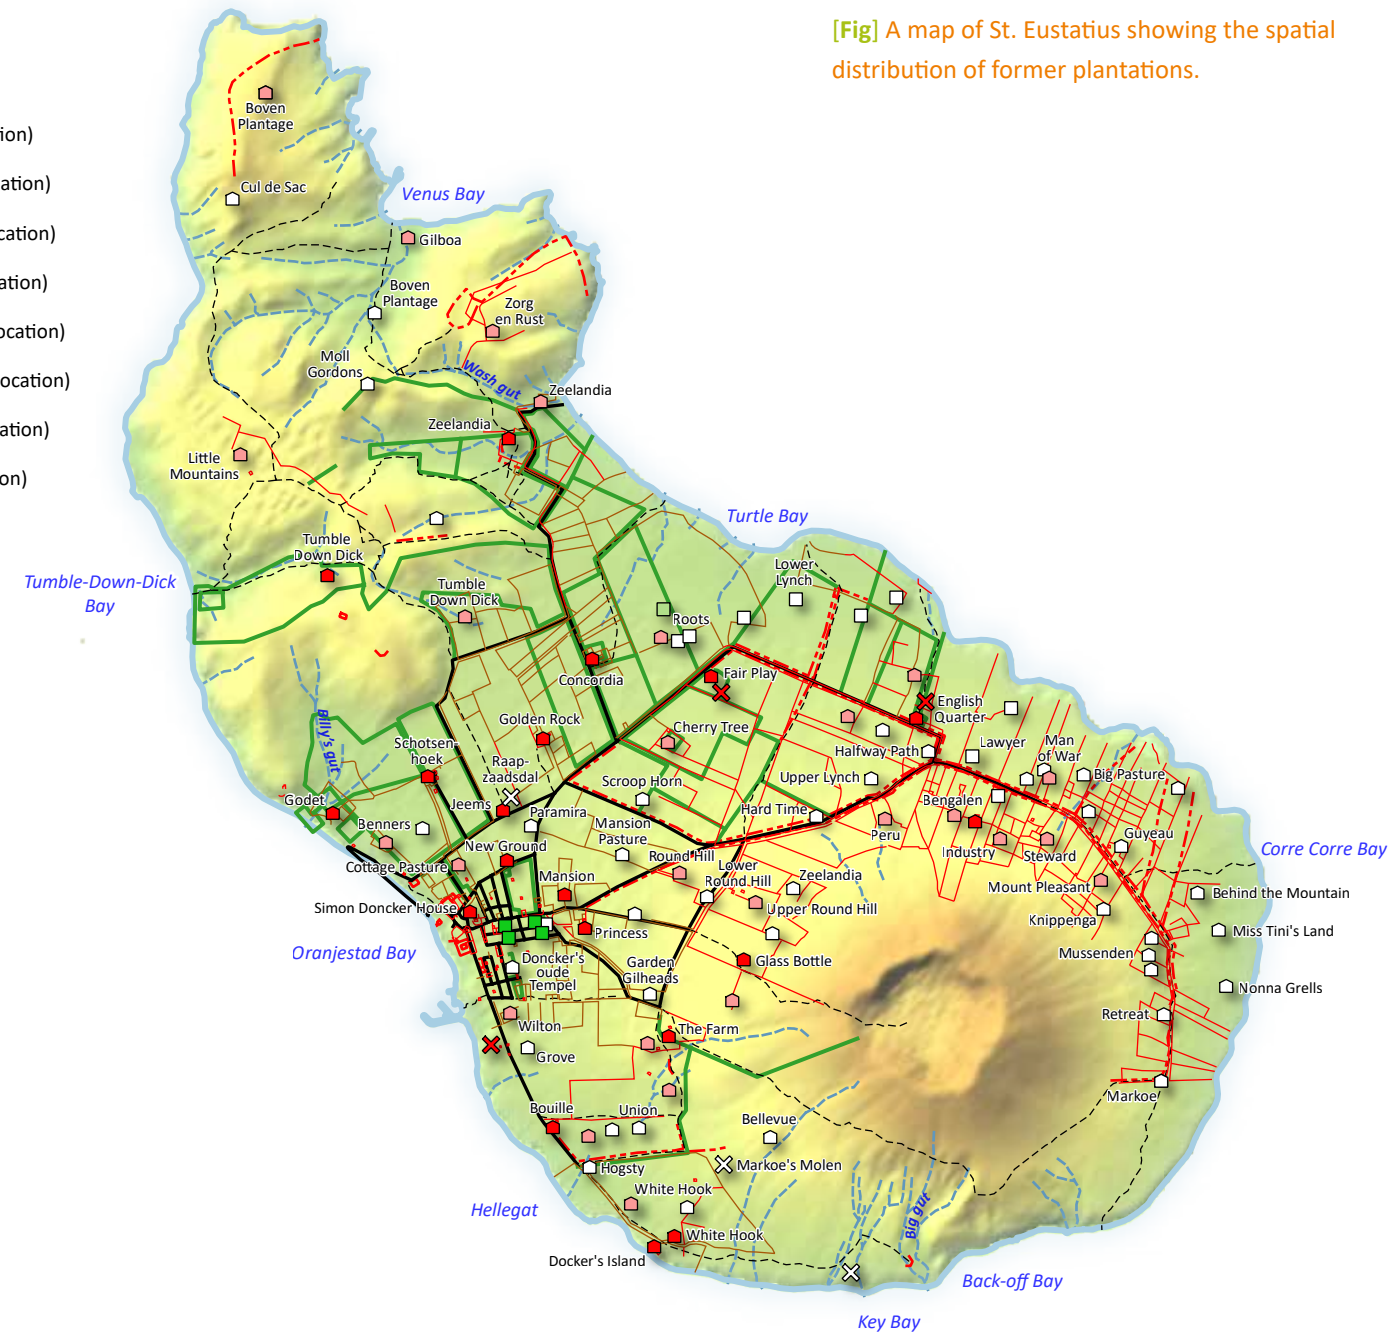 [Fig] A map of St. Eustatius showing the spatial
distribution of former plantations.
ion)
ation)
cation)
ation)
ocation)
ocation)
ation)
on)
Boven
Plantage
Cul de Sac
Venus Bay
Gilboa
Boven
Plantage
Zorg
en Rust
Moll
Gordons
Wash gut
Zeelandia
Zeelandia
Little
Mountains
Turtle Bay
Tumble
Down Dick
Tumble-Down-Dick
Bay
Tumble
Down Dick
Lower
Lynch
Roots
Concordia
Fair Play
English
Quarter
Billy's gut
Golden Rock
Cherry Tree
Schotsen-
hoek
Halfway Path
Lawyer
Man
of War
Raap-
zaadsdal
Scroop Horn
Upper Lynch
Big Pasture
Godet
Jeems
Paramira
Hard Time
Bengalen
Benners
Mansion
Pasture
Peru
Guyeau
New Ground
Round Hill
Industry
Steward
Corre Corre Bay
Cottage Pasture
Mansion
Lower
Round Hill
Zeelandia
Mount Pleasant
Behind the Mountain
Simon Doncker House
Upper Round Hill
Knippenga
Princess
Miss Tini's Land
Oranjestad Bay
Doncker's
oude
Tempel
Garden
Gilheads
Glass Bottle
Mussenden
Nonna Grells
Wilton
The Farm
Retreat
Grove
Bouille
Union
Bellevue
Markoe
Hogsty
Markoe's Molen
White Hook
Hellegat
Big gut
White Hook
Docker's Island
Back-off Bay
Key Bay